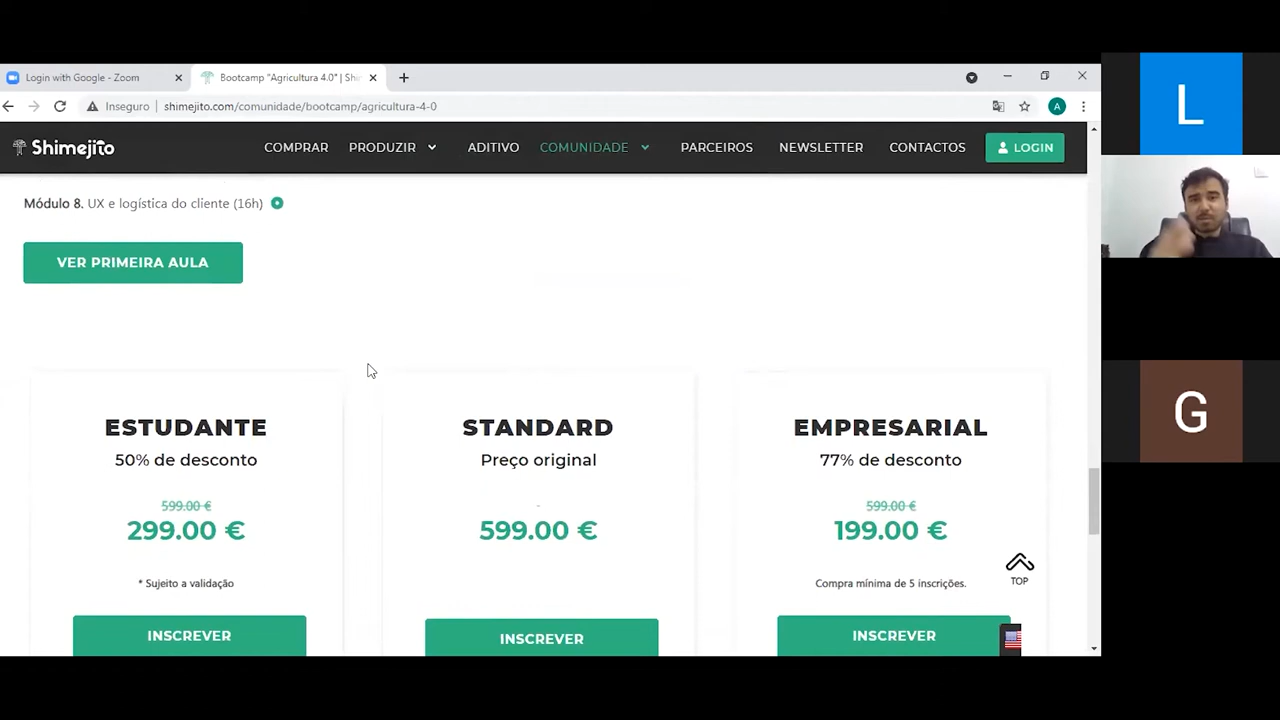 Login with Google - Zoom
Bootcamp "Agricultura 4.0" | Shi
Inseguro
shimejito.com/comunidade/bootcamp/agricultura-4-0
A
Shimejito
COMPRAR
PRODUZIR
ADITIVO
COMUNIDADE
PARCEIROS
NEWSLETTER
CONTACTOS
LOGIN
Módulo 8. UX e logística do cliente (16h)
VER PRIMEIRA AULA
ESTUDANTE
50% de desconto
599.00 €
299.00 €
* Sujeito a validação
INSCREVER
STANDARD
Preço original
-
599.00 €
INSCREVER
EMPRESARIAL
77% de desconto
599.00 €
199.00 €
Compra mínima de 5 inscrições.
INSCREVER
TOP
L
G